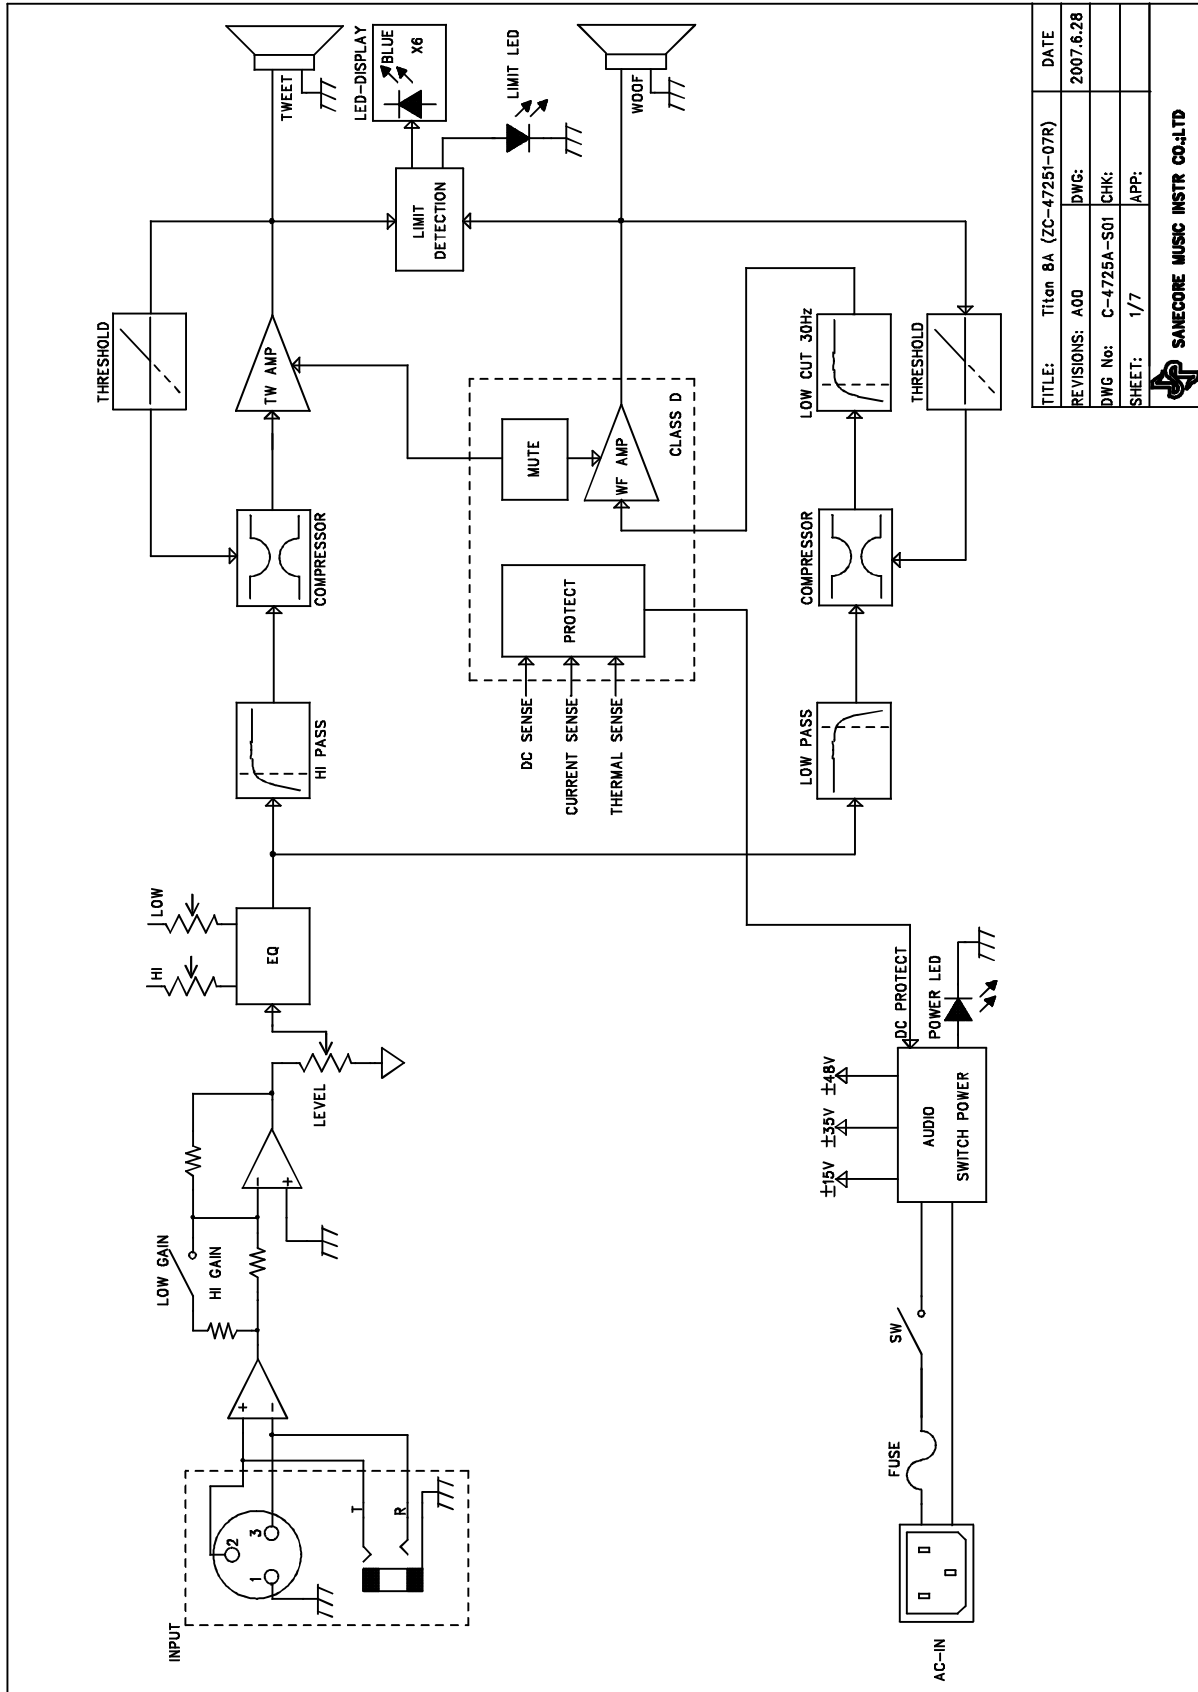 INPUT
1
2
3
T
R
+
−
LOW GAIN
HI GAIN
−
+
LEVEL
HI
LOW
EQ
HI PASS
COMPRESSOR
THRESHOLD
TW AMP
TWEET
LED-DISPLAY
BLUE
X6
LIMIT
DETECTION
LIMIT LED
DC SENSE
CURRENT SENSE
THERMAL SENSE
PROTECT
MUTE
WF AMP
CLASS D
WOOF
LOW PASS
COMPRESSOR
LOW CUT 30Hz
THRESHOLD
AC-IN
FUSE
SW
AUDIO
SWITCH POWER
±15V
±35V
±48V
DC PROTECT
POWER LED
TITLE: Titan 8A (ZC-47251-07R) DATE
REVISIONS: A00 DWG: 2007.6.28
DWG No: C-4725A-S01 CHK:
SHEET: 1/7 APP:
SANECORE MUSIC INSTR CO.;LTD